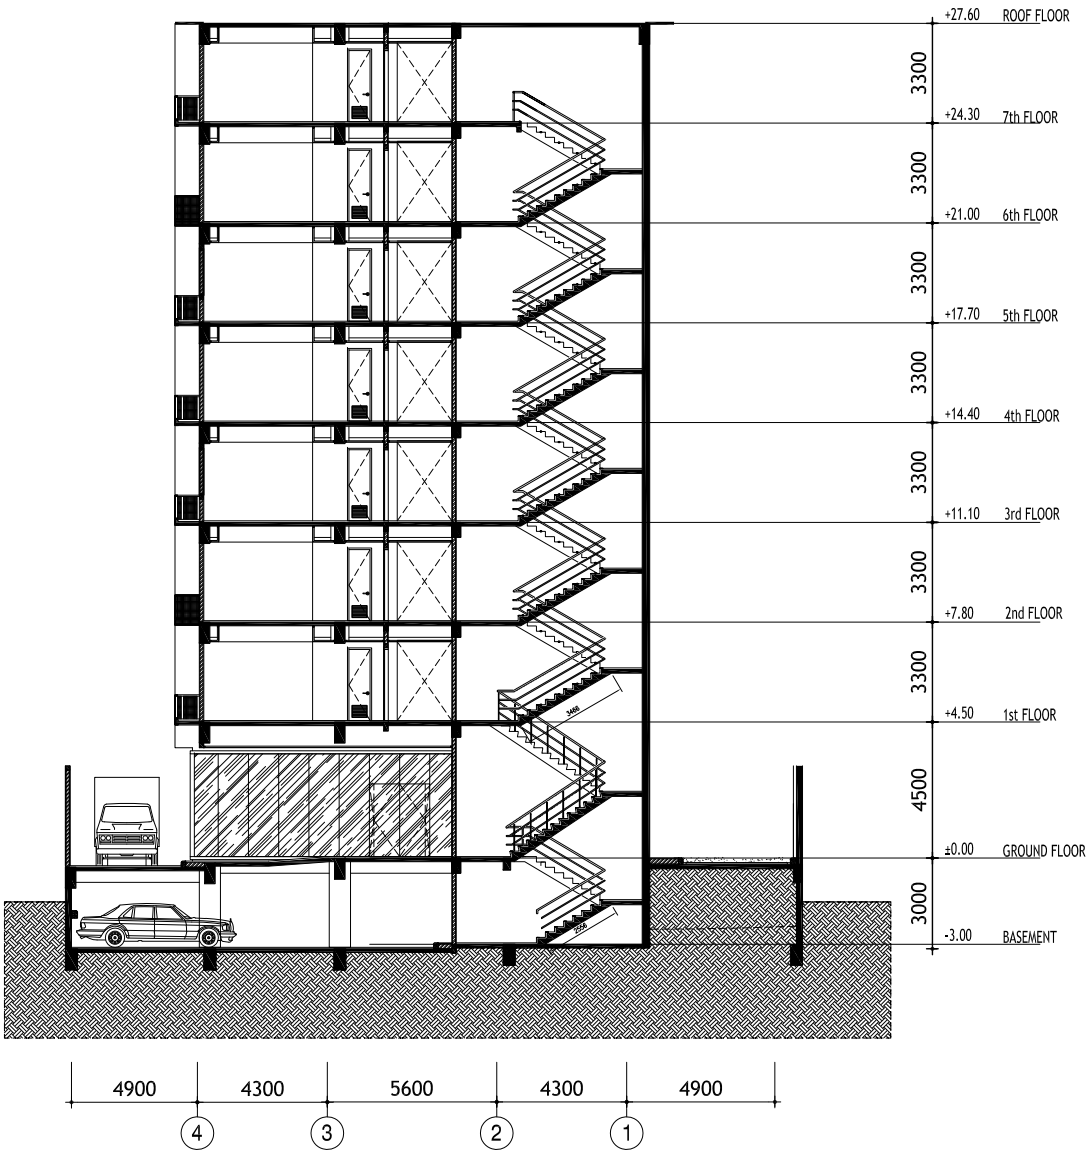 +27.60 ROOF FLOOR
3300
+24.30 7th FLOOR
3300
+21.00 6th FLOOR
3300
+17.70 5th FLOOR
3300
+14.40 4th FLOOR
3300
+11.10 3rd FLOOR
3300
+7.80 2nd FLOOR
3300
3466
+4.50 1st FLOOR
4500
±0.00 GROUND FLOOR
3000
2556
-3.00 BASEMENT
4900 4300 5600 4300 4900
4 3 2 1